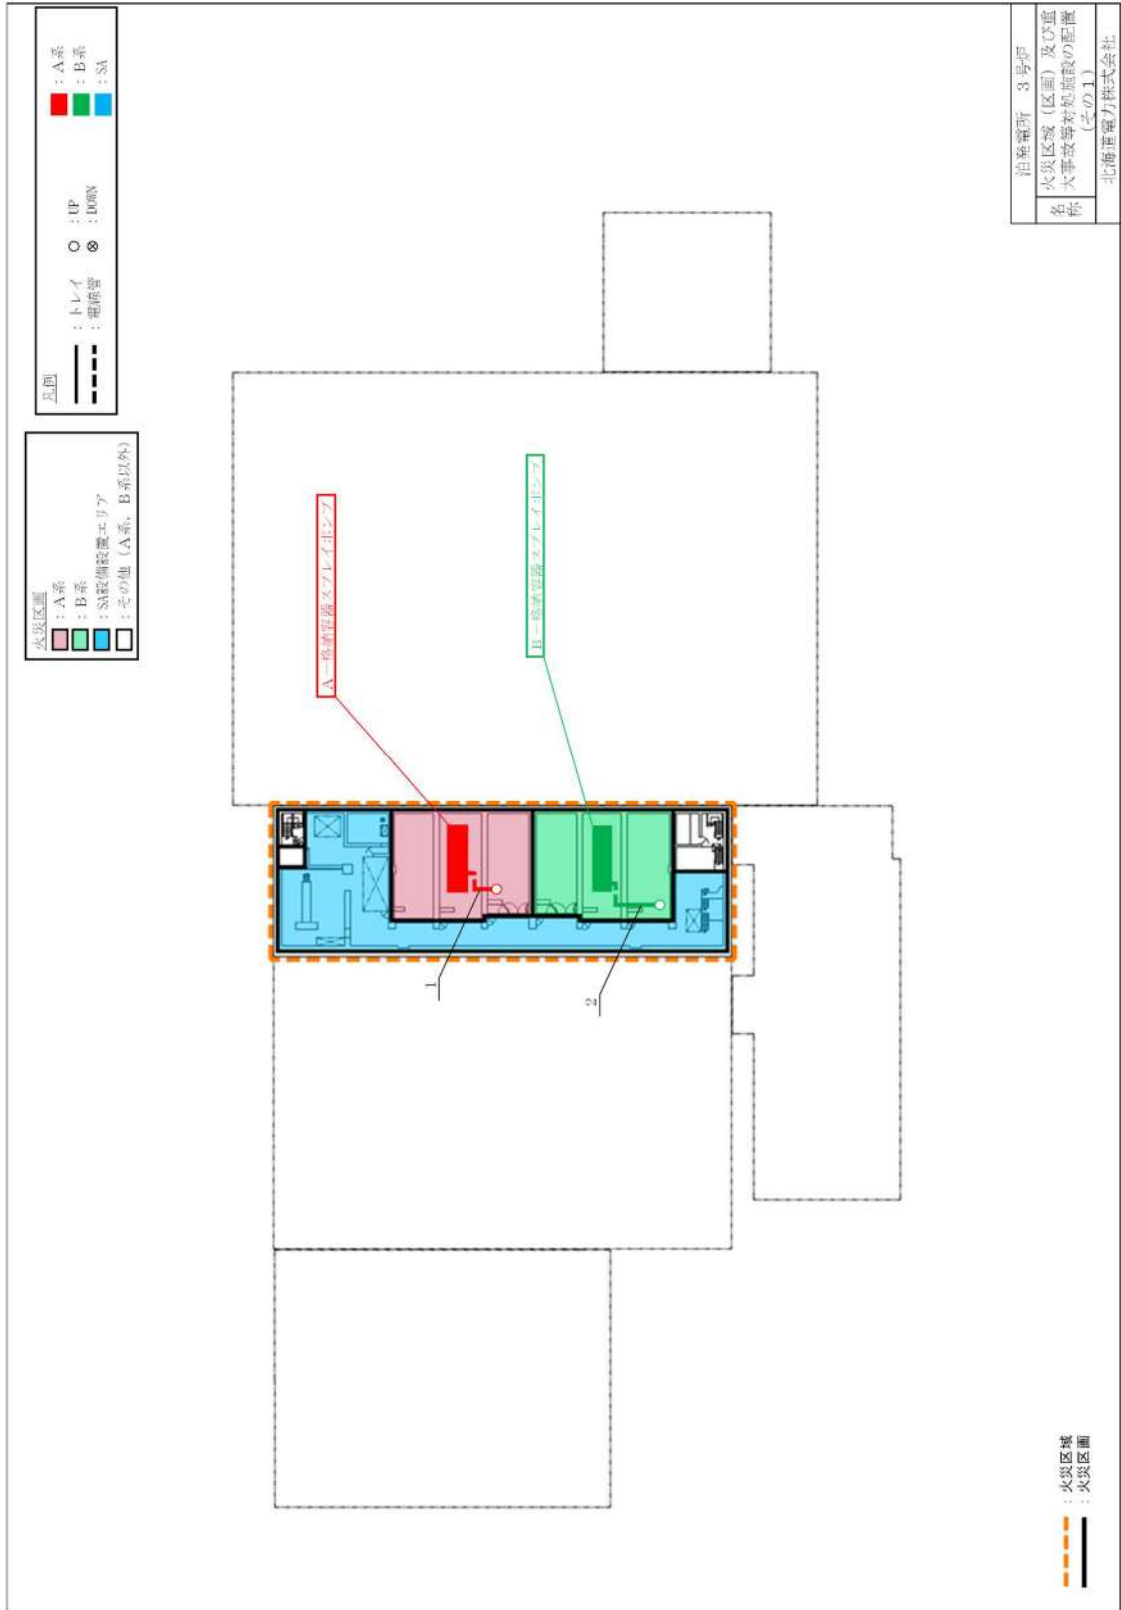 火災区域
火災区画
火災区画
: A系
: B系
: SA設備設置エリア
: その他 (A系, B系以外)
凡例
: トレイ
: 電線管
: UP
: DOWN
: A系
: B系
: SA
A-格納容器スプレイポンプ
B-格納容器スプレイポンプ
1
2
泊発電所 3号炉
名称
火災区域(区画)及び重
大事故等対処施設の配置
(その1)
北海道電力株式会社